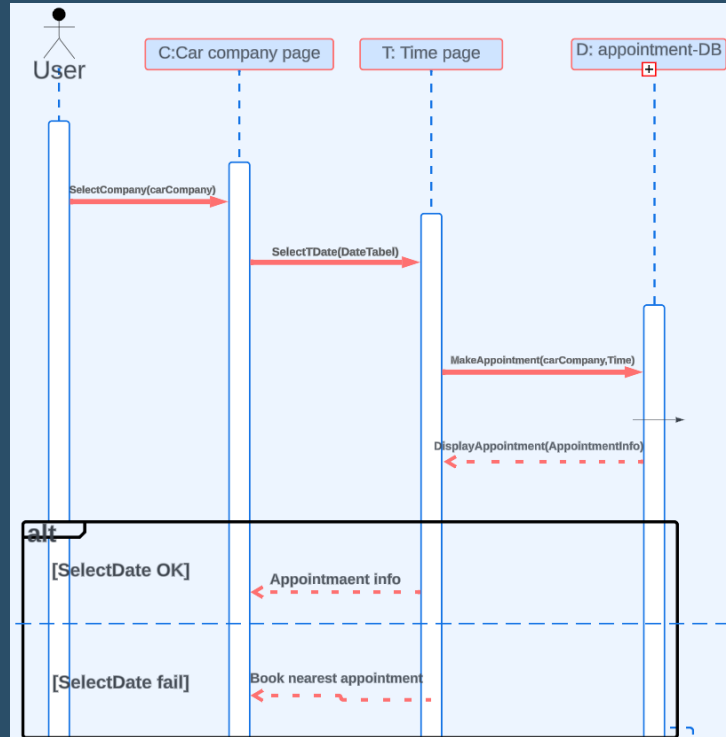 User
C:Car company page
T: Time page
D: appointment-DB
SelectCompany(carCompany)
SelectTDate(DateTabel)
MakeAppointment(carCompany,Time)
DisplayAppointment(AppointmentInfo)
alt
[SelectDate OK]
Appointmaent info
[SelectDate fail]
Book nearest appointment